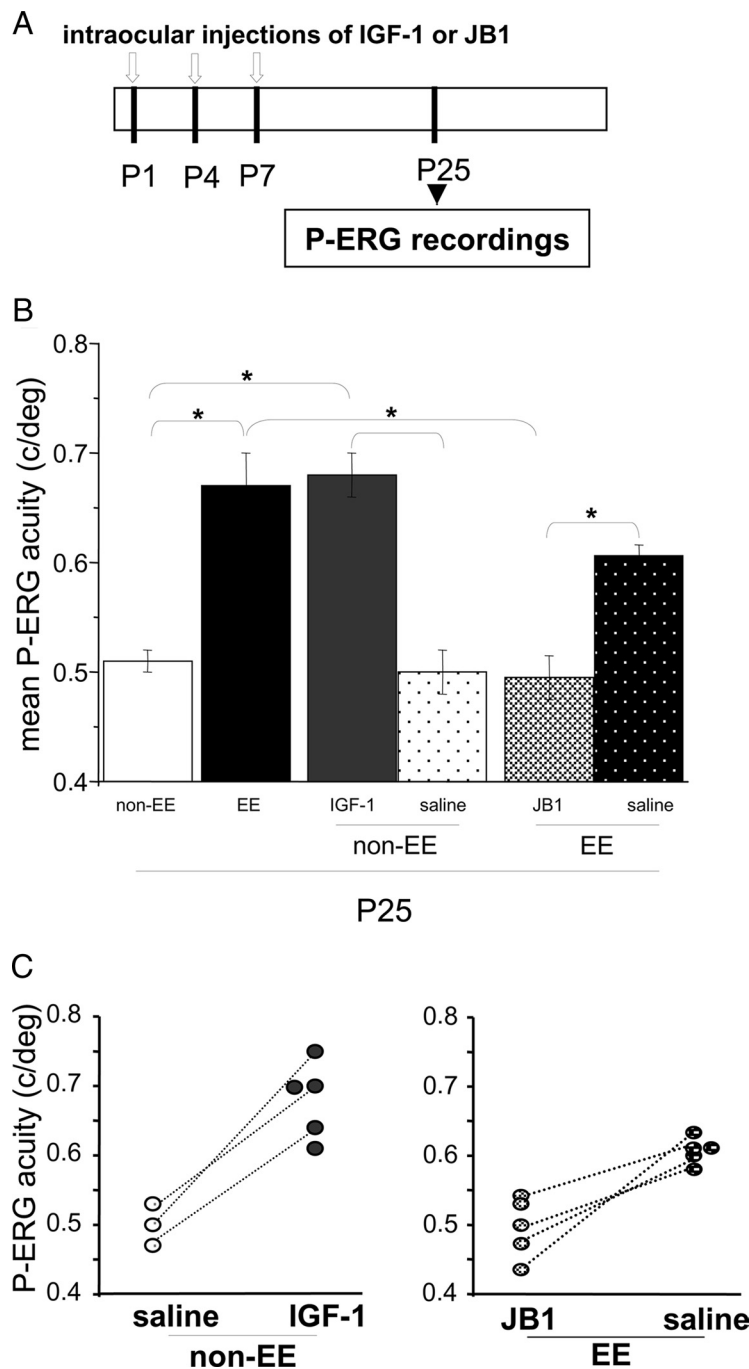 A
intraocular injections of IGF-1 or JB1
P1 P4 P7 P25
P-ERG recordings
B
mean P-ERG acuity (c/deg)
0.8
0.7
0.6
0.5
0.4
* * * * *
non-EE EE IGF-1 saline JB1 saline
non-EE EE
P25
C
P-ERG acuity (c/deg)
0.8
0.7
0.6
0.5
0.4
saline IGF-1
non-EE
0.8
0.7
0.6
0.5
0.4
JB1 saline
EE